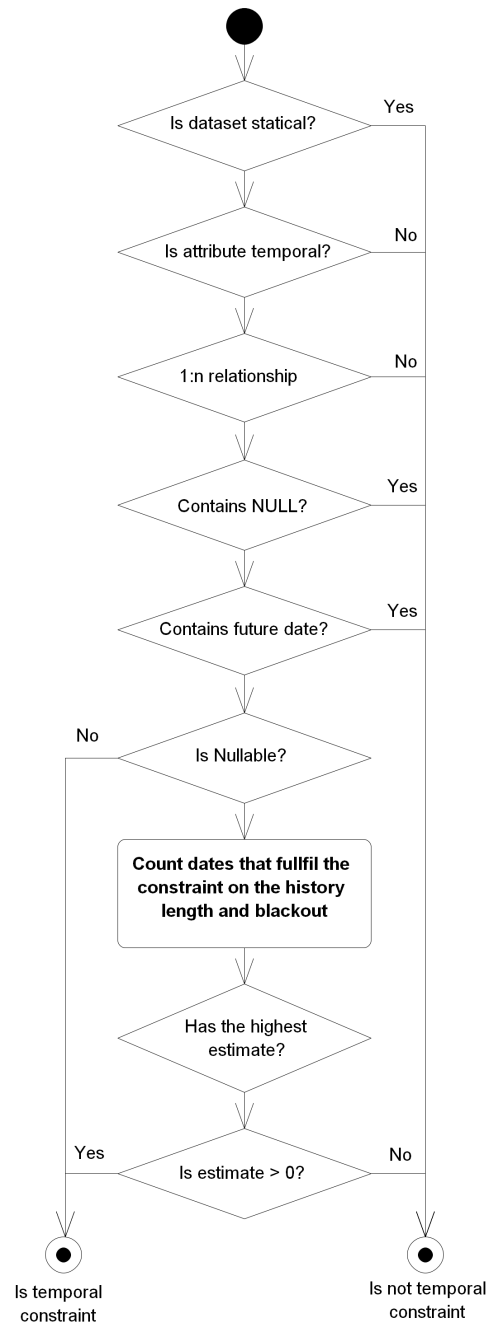 Yes
Is dataset statical?
No
Is attribute temporal?
No
1:n relationship
Yes
Contains NULL?
Yes
Contains future date?
No
Is Nullable?
Count dates that fullfil the
constraint on the history
length and blackout
Has the highest
estimate?
Yes
Is estimate > 0?
No
Is temporal
constraint
Is not temporal
constraint